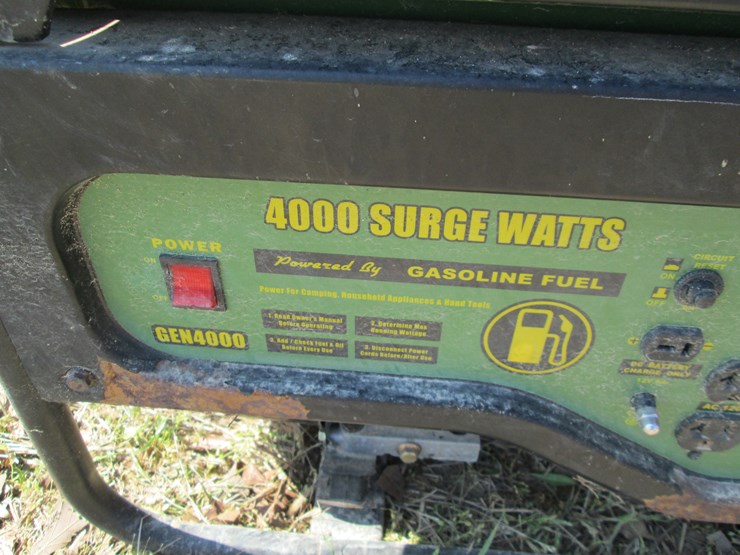 4000 SURGE WATTS
POWER
ON
OFF
Powered By GASOLINE FUEL
Power For Camping, Household Appliances & Hand Tools
GEN4000
1. Read Owner's Manual
Before Operating
2. Determine Max
Running Wattage
3. Add / Check Fuel & Oil
Before Every Use
Disconnect Power
Cords Before/After Use
CIRCUIT
RESET
ON
OFF
DC BATTERY
CHARGE ONLY